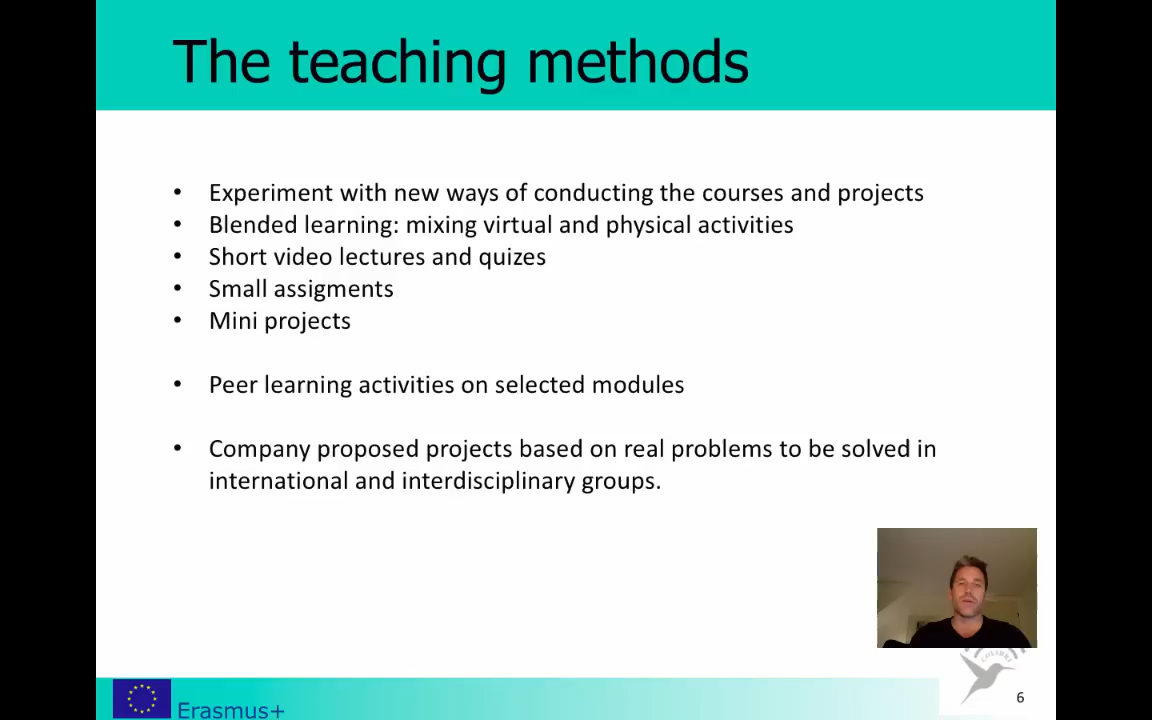 The teaching methods
• Experiment with new ways of conducting the courses and projects
• Blended learning: mixing virtual and physical activities
• Short video lectures and quizes
• Small assigments
• Mini projects
• Peer learning activities on selected modules
• Company proposed projects based on real problems to be solved in
international and interdisciplinary groups.
COLIBRI
Erasmus+
6